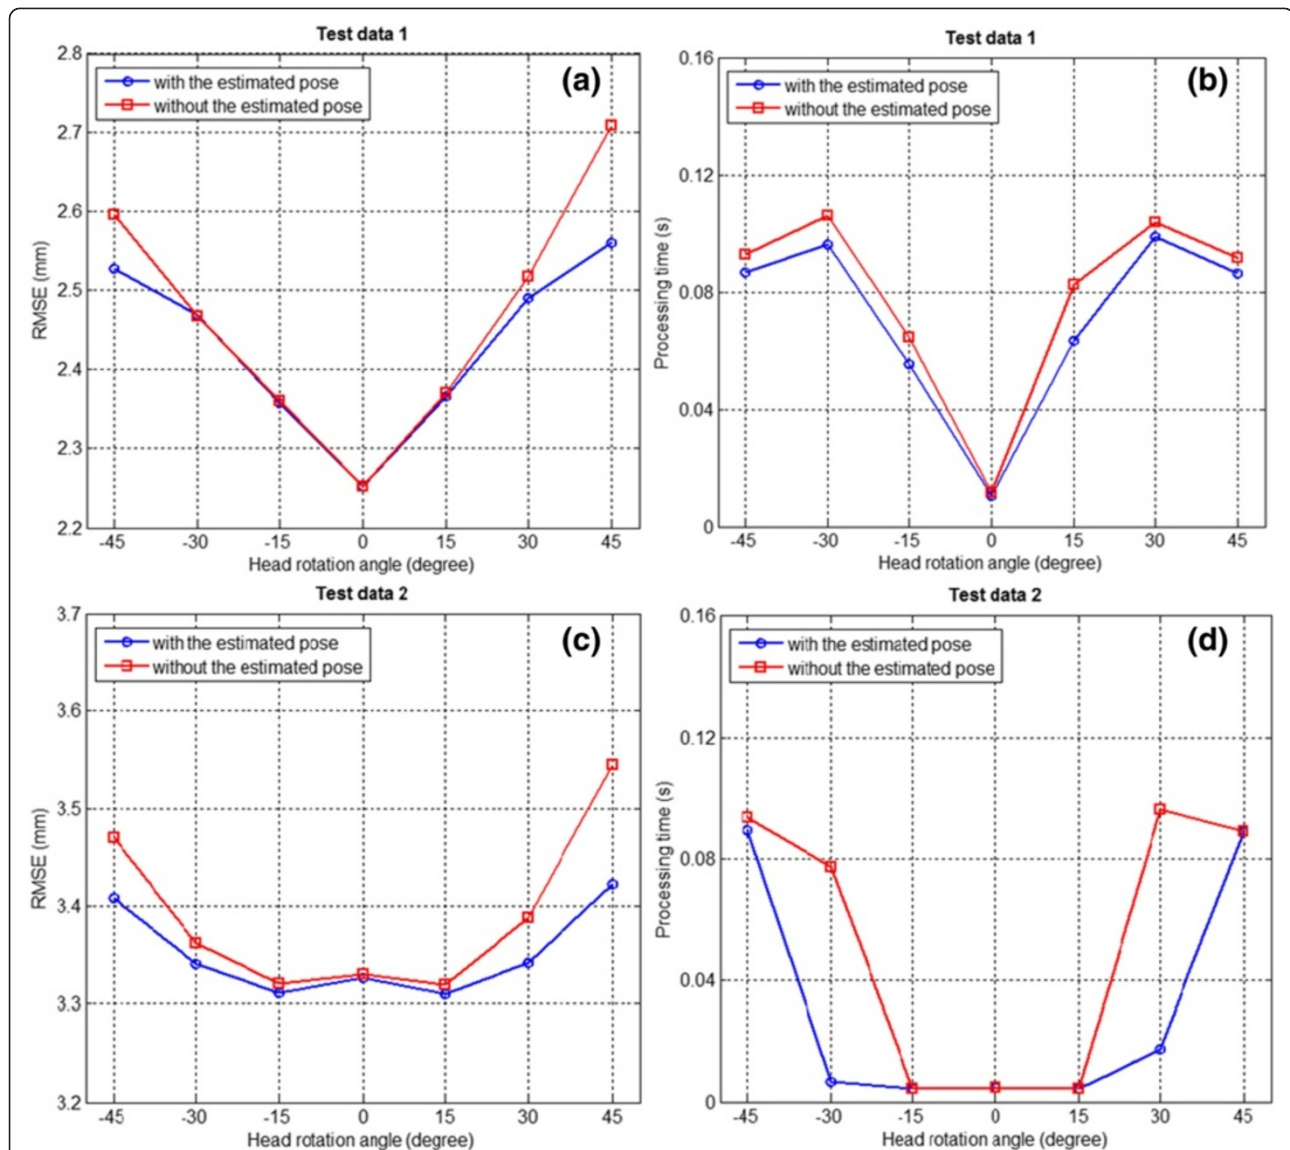 Test data 1
(a)
with the estimated pose
without the estimated pose
2.8
2.7
2.6
2.5
2.4
2.3
2.2
RMSE (mm)
-45 -30 -15 0 15 30 45
Head rotation angle (degree)
Test data 1
(b)
with the estimated pose
without the estimated pose
0.16
0.12
0.08
0.04
0
Processing time (s)
-45 -30 -15 0 15 30 45
Head rotation angle (degree)
Test data 2
(c)
with the estimated pose
without the estimated pose
3.7
3.6
3.5
3.4
3.3
3.2
RMSE (mm)
-45 -30 -15 0 15 30 45
Head rotation angle (degree)
Test data 2
(d)
with the estimated pose
without the estimated pose
0.16
0.12
0.08
0.04
0
Processing time (s)
-45 -30 -15 0 15 30 45
Head rotation angle (degree)